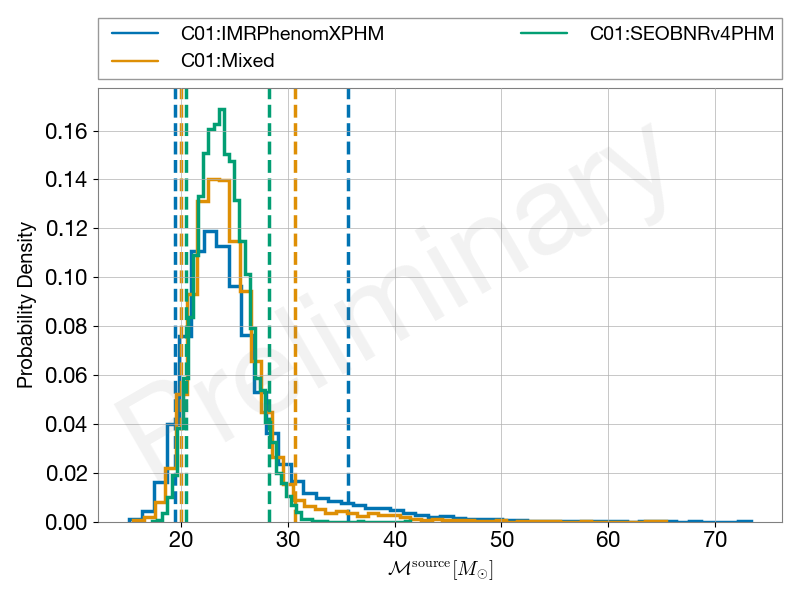 C01:IMRPhenomXPHM
C01:Mixed
C01:SEOBNRv4PHM
Preliminary
Probability Density
0.16
0.14
0.12
0.10
0.08
0.06
0.04
0.02
0.00
20 30 40 50 60 70
ℳ^source [M_⊙]